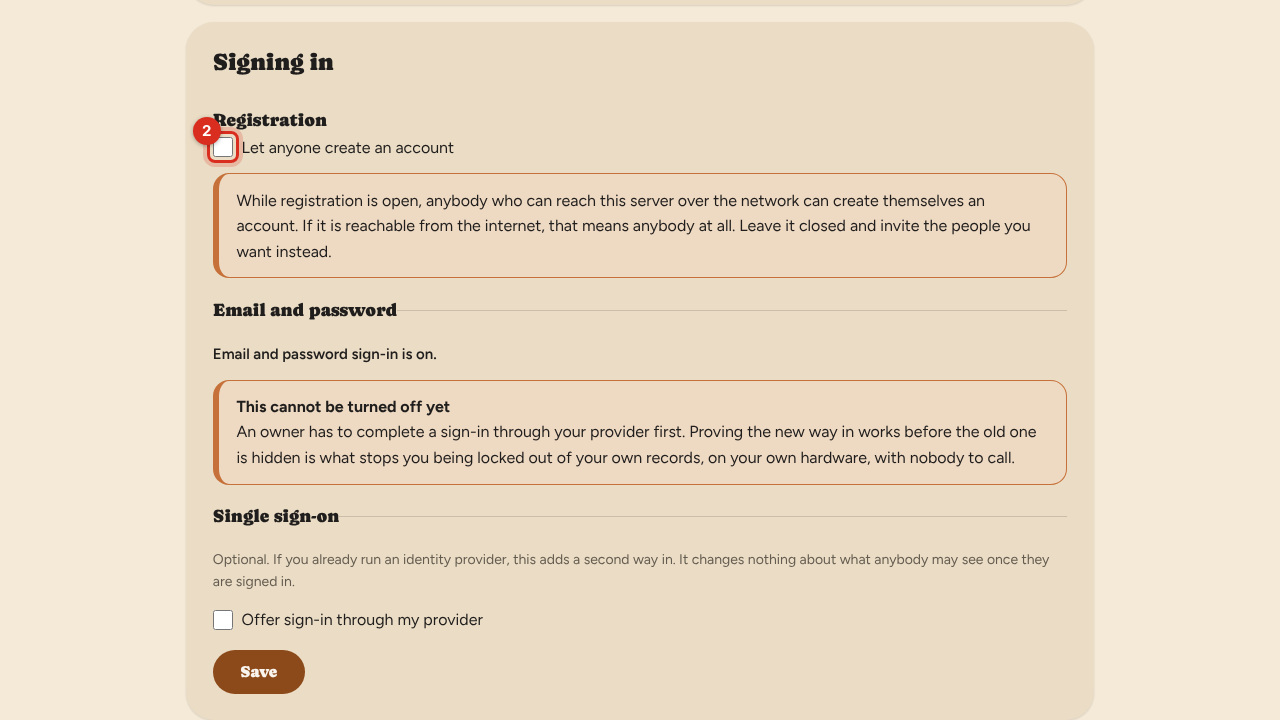 Signing in
Registration
2
Let anyone create an account
While registration is open, anybody who can reach this server over the network can create themselves an
account. If it is reachable from the internet, that means anybody at all. Leave it closed and invite the people you
want instead.
Email and password
Email and password sign-in is on.
This cannot be turned off yet
An owner has to complete a sign-in through your provider first. Proving the new way in works before the old one
is hidden is what stops you being locked out of your own records, on your own hardware, with nobody to call.
Single sign-on
Optional. If you already run an identity provider, this adds a second way in. It changes nothing about what anybody may see once they
are signed in.
Offer sign-in through my provider
Save